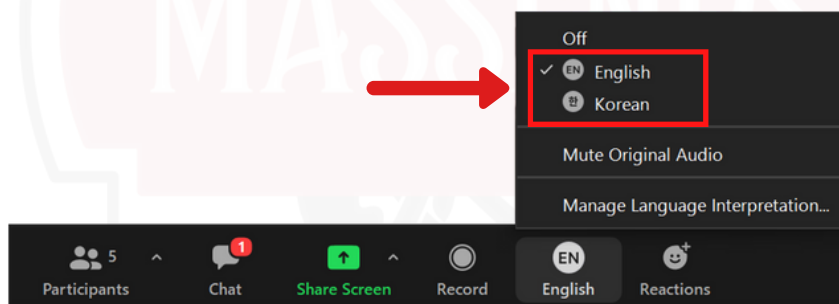 MASSENDS
Off
EN English
한 Korean
Mute Original Audio
Manage Language Interpretation...
5
1
EN
Participants Chat Share Screen Record English Reactions